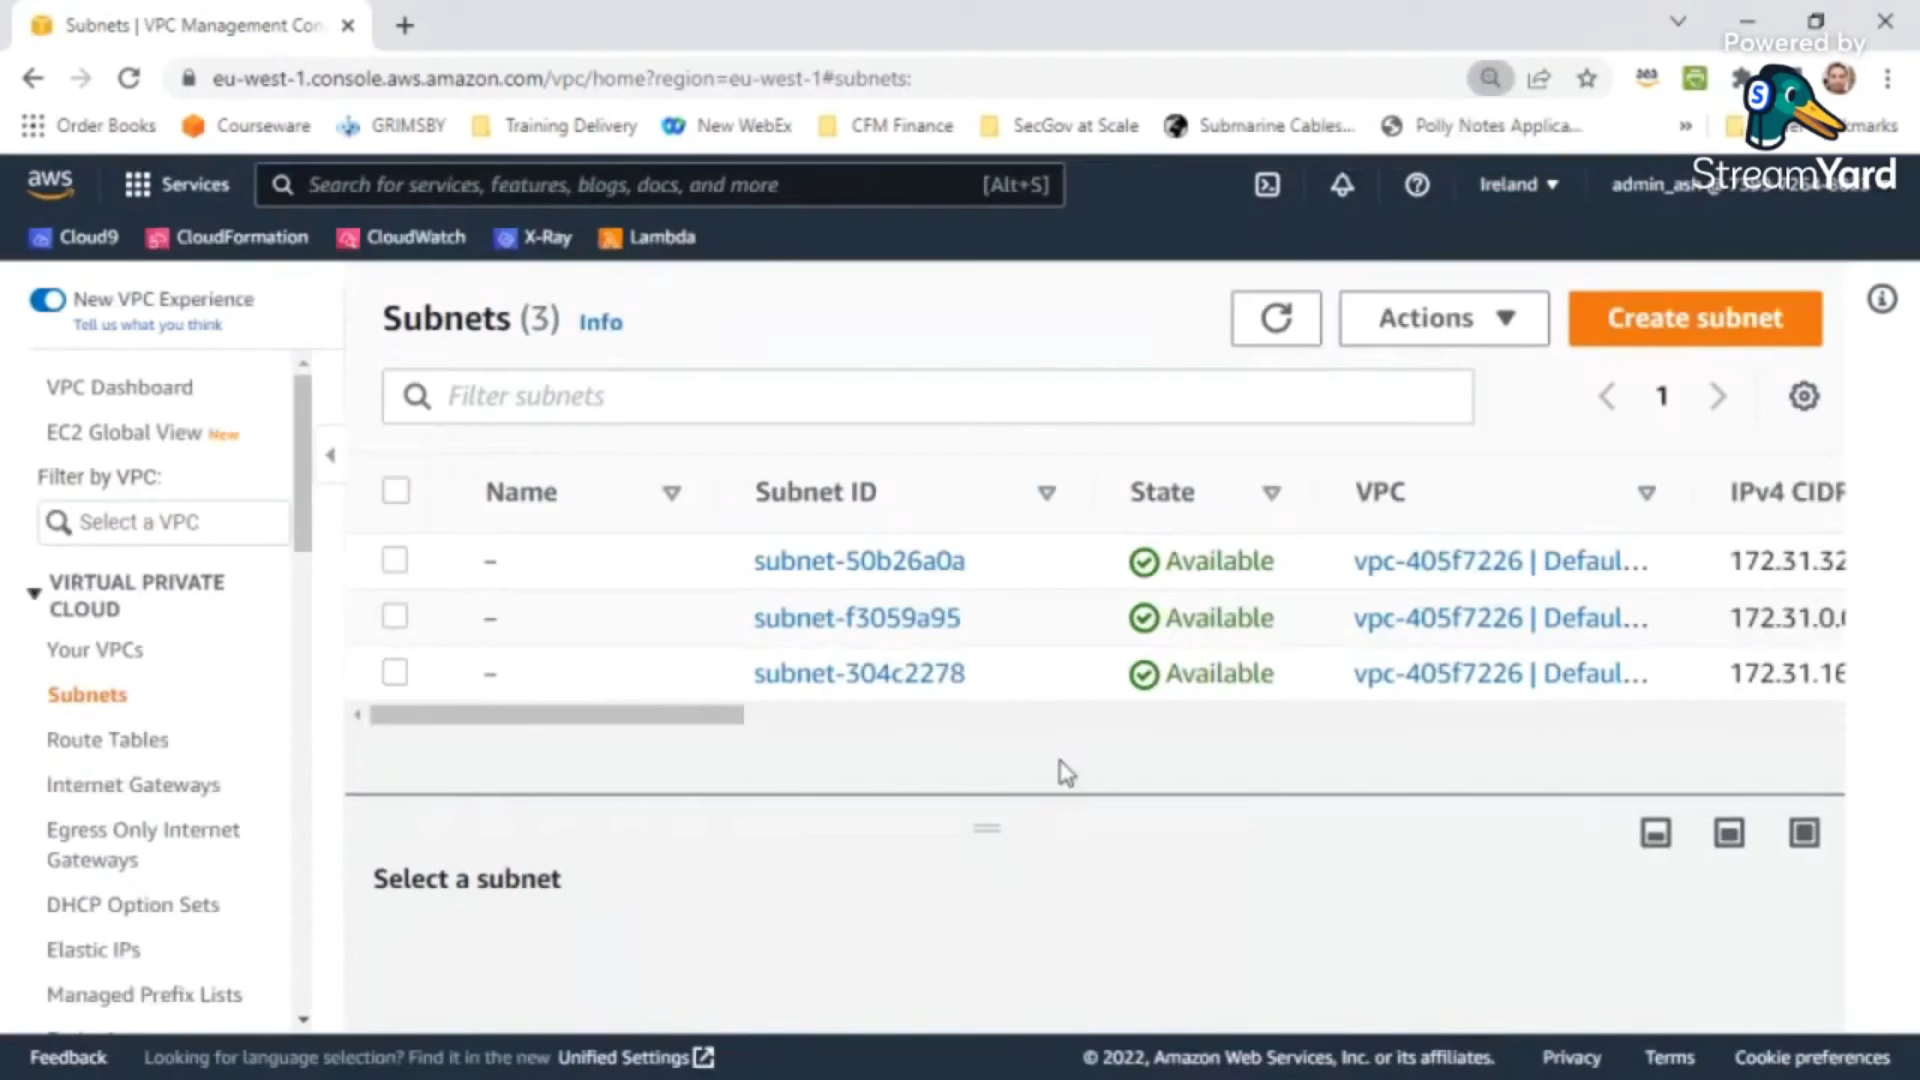 Subnets | VPC Management Con
Powered by
eu-west-1.console.aws.amazon.com/vpc/home?region=eu-west-1#subnets:
Order Books
Courseware
GRIMSBY
Training Delivery
New WebEx
CFM Finance
SecGov at Scale
Submarine Cables...
Polly Notes Applica...
»
StreamYard
aws
Services
Search for services, features, blogs, docs, and more
[Alt+S]
Ireland
Cloud9
CloudFormation
CloudWatch
X-Ray
Lambda
New VPC Experience
Tell us what you think
VPC Dashboard
EC2 Global View New
Filter by VPC:
Select a VPC
VIRTUAL PRIVATE
CLOUD
Your VPCs
Subnets
Route Tables
Internet Gateways
Egress Only Internet
Gateways
DHCP Option Sets
Elastic IPs
Managed Prefix Lists
Subnets (3) Info
Actions
Create subnet
Filter subnets
1
Name
Subnet ID
State
VPC
IPv4 CIDR
– subnet-50b26a0a Available vpc-405f7226 | Defaul... 172.31.32
– subnet-f3059a95 Available vpc-405f7226 | Defaul... 172.31.0.
– subnet-304c2278 Available vpc-405f7226 | Defaul... 172.31.16
Select a subnet
Feedback
Looking for language selection? Find it in the new Unified Settings
© 2022, Amazon Web Services, Inc. or its affiliates.
Privacy
Terms
Cookie preferences